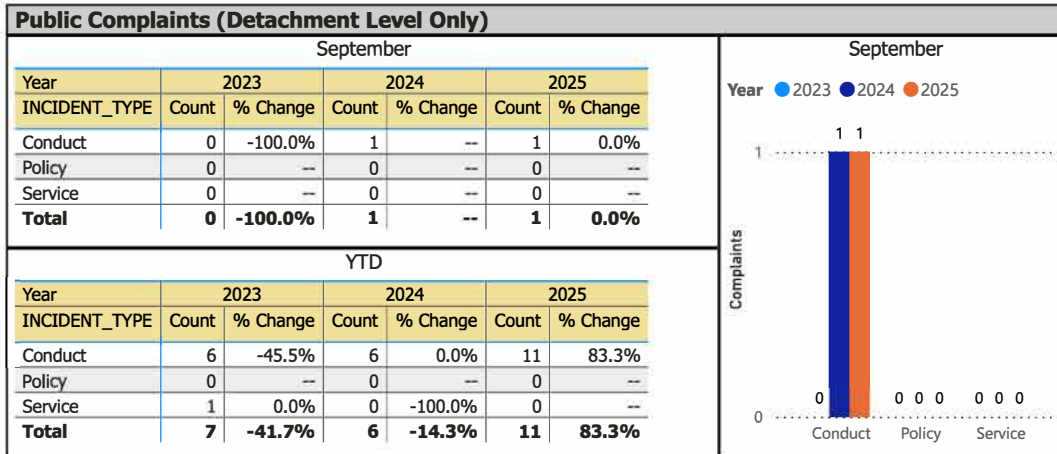 Public Complaints (Detachment Level Only)
September
Year 2023 2024 2025
INCIDENT_TYPE Count % Change Count % Change Count % Change
Conduct 0 -100.0% 1 -- 1 0.0%
Policy 0 -- 0 -- 0 --
Service 0 -- 0 -- 0 --
Total 0 -100.0% 1 -- 1 0.0%
YTD
Year 2023 2024 2025
INCIDENT_TYPE Count % Change Count % Change Count % Change
Conduct 6 -45.5% 6 0.0% 11 83.3%
Policy 0 -- 0 -- 0 --
Service 1 0.0% 0 -100.0% 0 --
Total 7 -41.7% 6 -14.3% 11 83.3%
September
Year 2023 2024 2025
1 1
1
Complaints
0 0 0 0 0 0 0
0
Conduct Policy Service